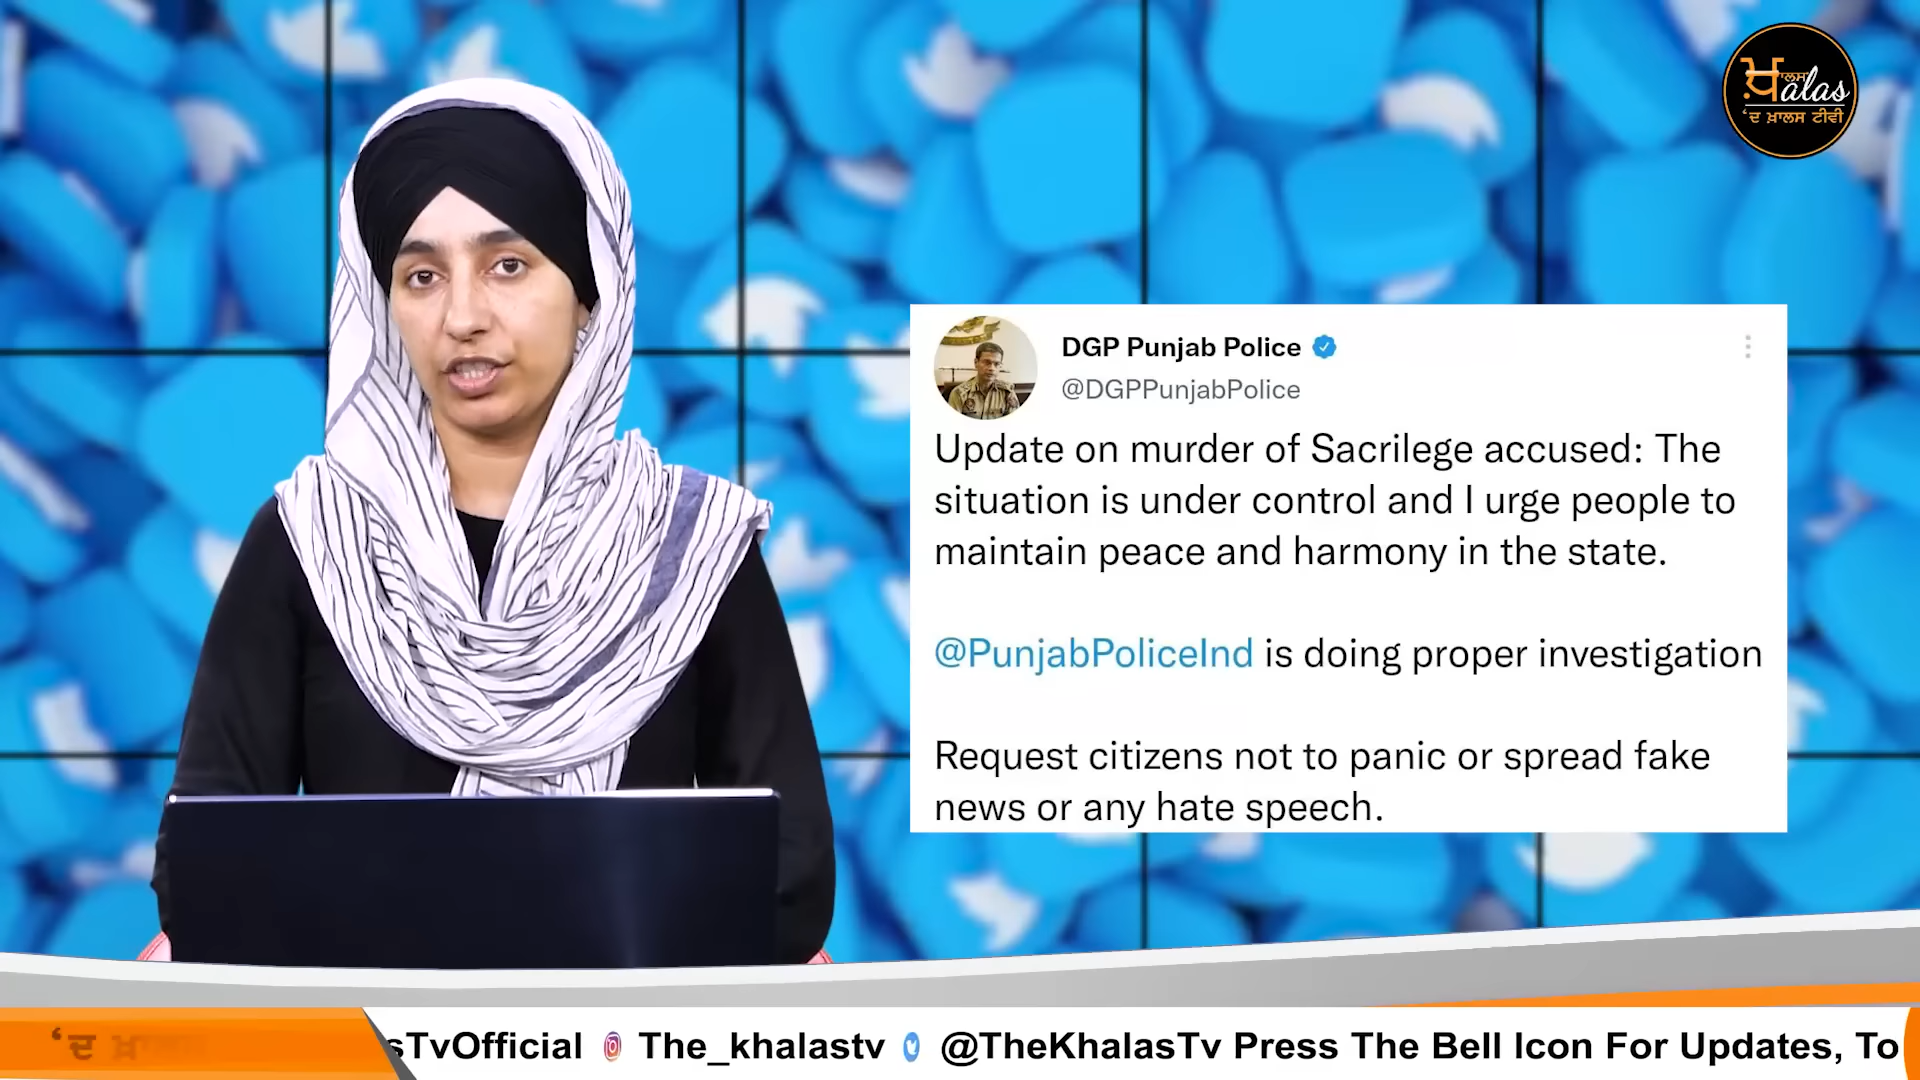 ਖ਼ਾਲਸ
alas
‘ਦ ਖ਼ਾਲਸ ਟੀਵੀ
DGP Punjab Police
@DGPPunjabPolice
Update on murder of Sacrilege accused: The
situation is under control and I urge people to
maintain peace and harmony in the state.
@PunjabPoliceInd is doing proper investigation
Request citizens not to panic or spread fake
news or any hate speech.
‘ਦ
sTvOfficial The_khalastv @TheKhalasTv Press The Bell Icon For Updates, To